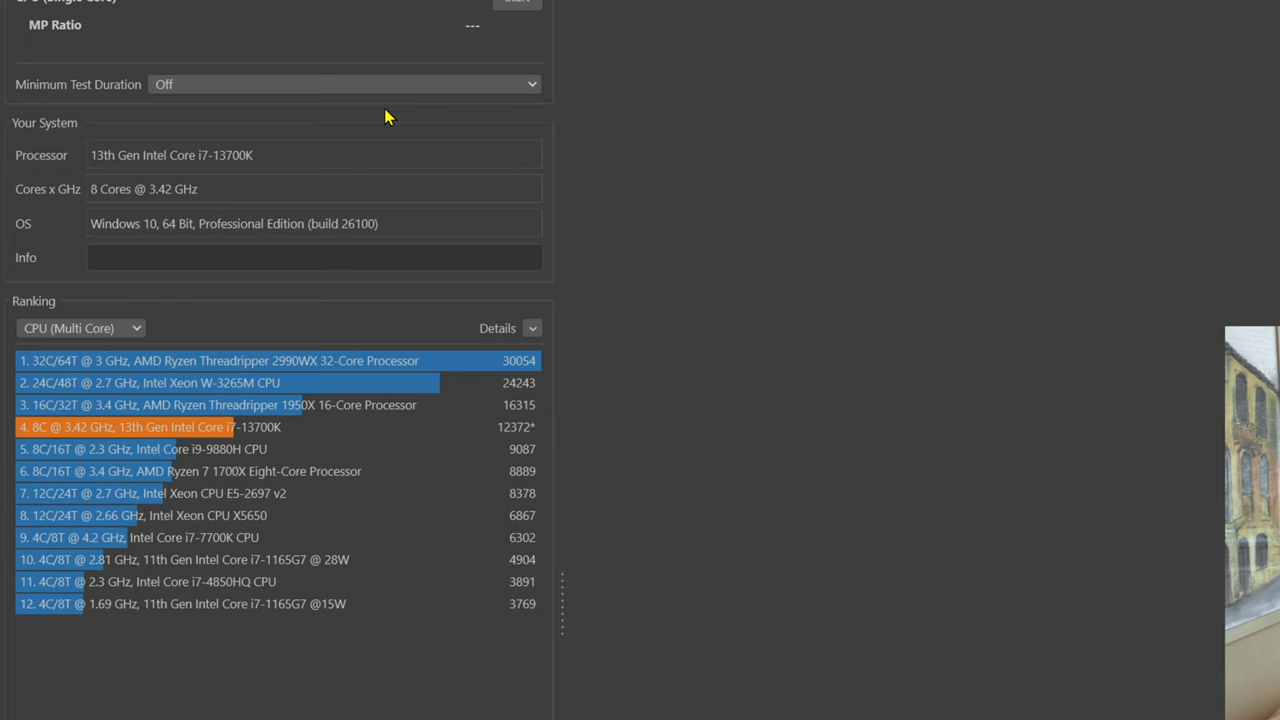 MP Ratio ---
Minimum Test Duration Off
Your System
Processor 13th Gen Intel Core i7-13700K
Cores x GHz 8 Cores @ 3.42 GHz
OS Windows 10, 64 Bit, Professional Edition (build 26100)
Info
Ranking
CPU (Multi Core) Details
1. 32C/64T @ 3 GHz, AMD Ryzen Threadripper 2990WX 32-Core Processor 30054
2. 24C/48T @ 2.7 GHz, Intel Xeon W-3265M CPU 24243
3. 16C/32T @ 3.4 GHz, AMD Ryzen Threadripper 1950X 16-Core Processor 16315
4. 8C @ 3.42 GHz, 13th Gen Intel Core i7-13700K 12372*
5. 8C/16T @ 2.3 GHz, Intel Core i9-9880H CPU 9087
6. 8C/16T @ 3.4 GHz, AMD Ryzen 7 1700X Eight-Core Processor 8889
7. 12C/24T @ 2.7 GHz, Intel Xeon CPU E5-2697 v2 8378
8. 12C/24T @ 2.66 GHz, Intel Xeon CPU X5650 6867
9. 4C/8T @ 4.2 GHz, Intel Core i7-7700K CPU 6302
10. 4C/8T @ 2.81 GHz, 11th Gen Intel Core i7-1165G7 @ 28W 4904
11. 4C/8T @ 2.3 GHz, Intel Core i7-4850HQ CPU 3891
12. 4C/8T @ 1.69 GHz, 11th Gen Intel Core i7-1165G7 @15W 3769